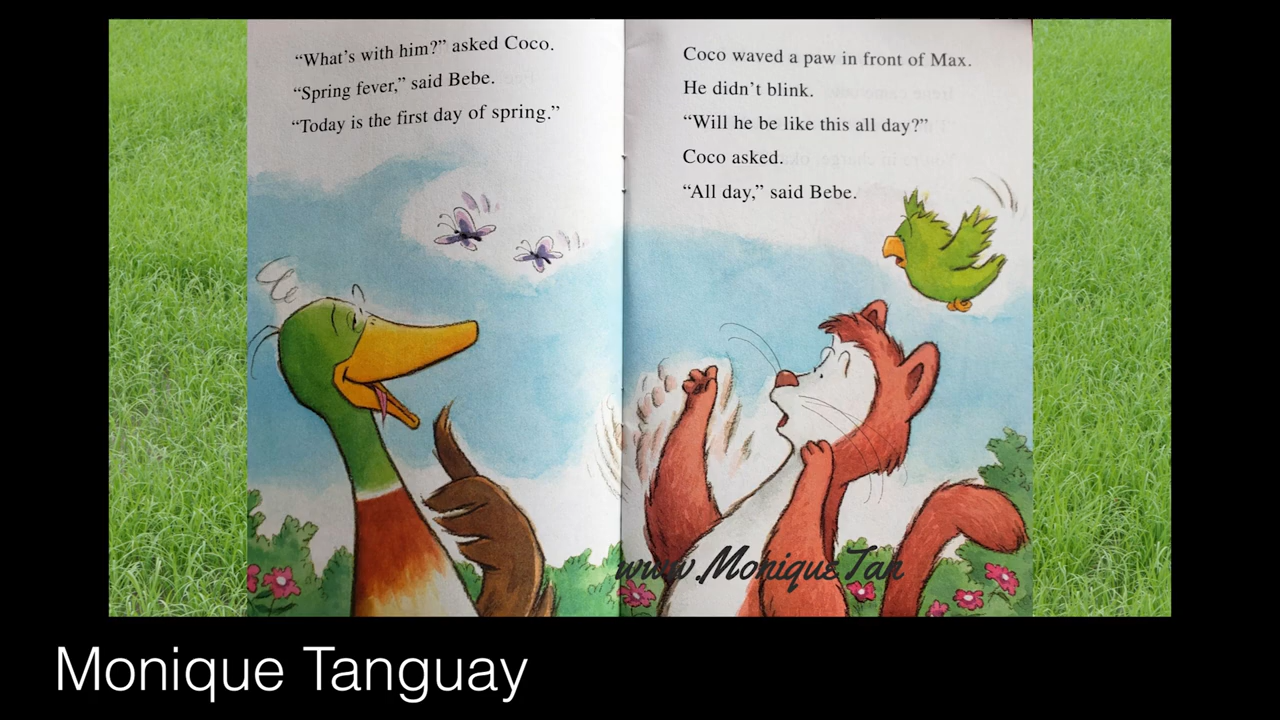 “What’s with him?” asked Coco.
“Spring fever,” said Bebe.
“Today is the first day of spring.”
Coco waved a paw in front of Max.
He didn’t blink.
“Will he be like this all day?”
Coco asked.
“All day,” said Bebe.
www.MoniqueTan
Monique Tanguay